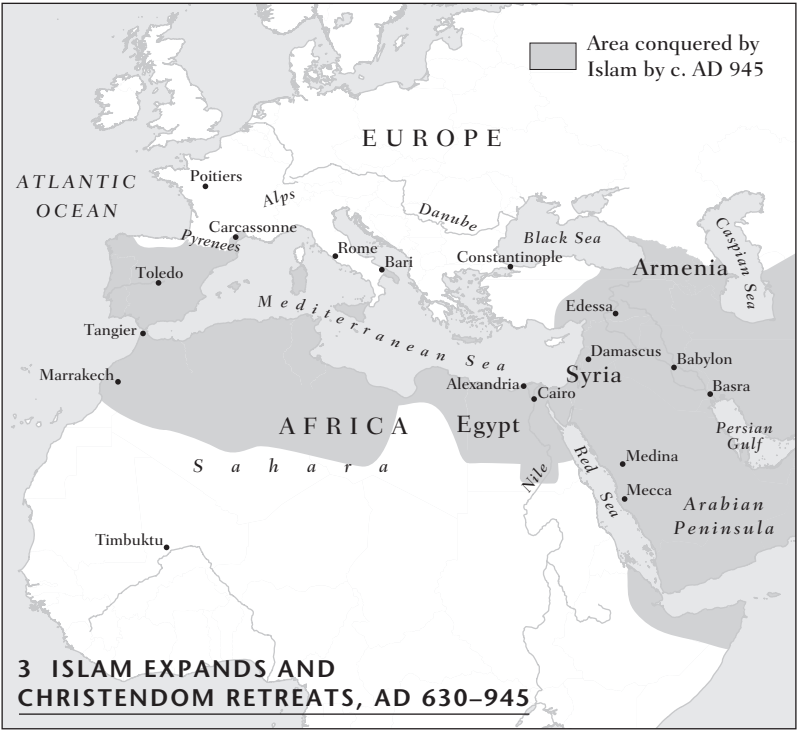 Area conquered by
Islam by c. AD 945
EUROPE
ATLANTIC
OCEAN
Poitiers
Alps
Danube
Carcassonne
Pyrenees
Rome
Bari
Black Sea
Constantinople
Caspian Sea
Armenia
Toledo
Mediterranean Sea
Edessa
Tangier
Damascus
Babylon
Marrakech
Syria
Alexandria
Cairo
Basra
AFRICA
Egypt
Persian
Gulf
Sahara
Nile
Red Sea
Medina
Mecca
Arabian
Peninsula
Timbuktu
3 ISLAM EXPANDS AND
CHRISTENDOM RETREATS, AD 630–945